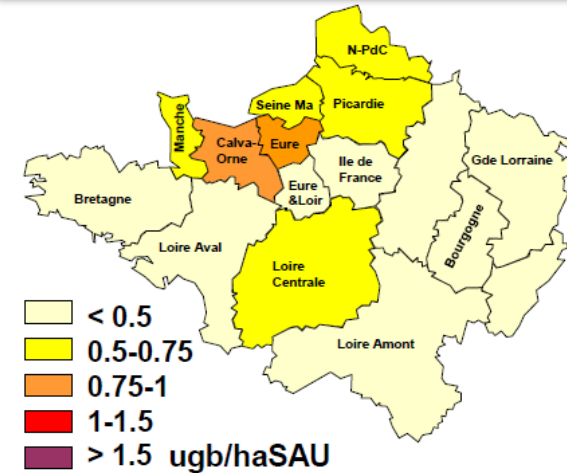 N-PdC
Manche
Seine Ma
Picardie
Calva-
Orne
Eure
Ile de
France
Gde Lorraine
Eure
&Loir
Bretagne
Bourgogne
Loire Aval
Loire
Centrale
Loire Amont
< 0.5
0.5-0.75
0.75-1
1-1.5
> 1.5 ugb/haSAU